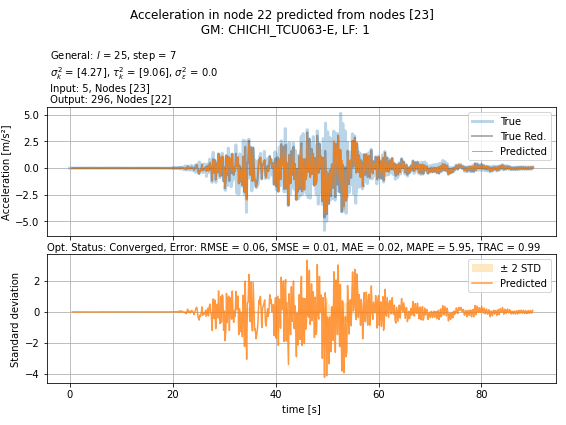 Acceleration in node 22 predicted from nodes [23]
GM: CHICHI_TCU063-E, LF: 1
General: l = 25, step = 7
σ²ₖ = [4.27], τ²ₖ = [9.06], σ²ε = 0.0
Input: 5, Nodes [23]
Output: 296, Nodes [22]
Acceleration [m/s²]
5.0
2.5
0.0
−2.5
−5.0
True
True Red.
Predicted
Opt. Status: Converged, Error: RMSE = 0.06, SMSE = 0.01, MAE = 0.02, MAPE = 5.95, TRAC = 0.99
Standard deviation
2
0
−2
−4
± 2 STD
Predicted
0
20
40
60
80
time [s]